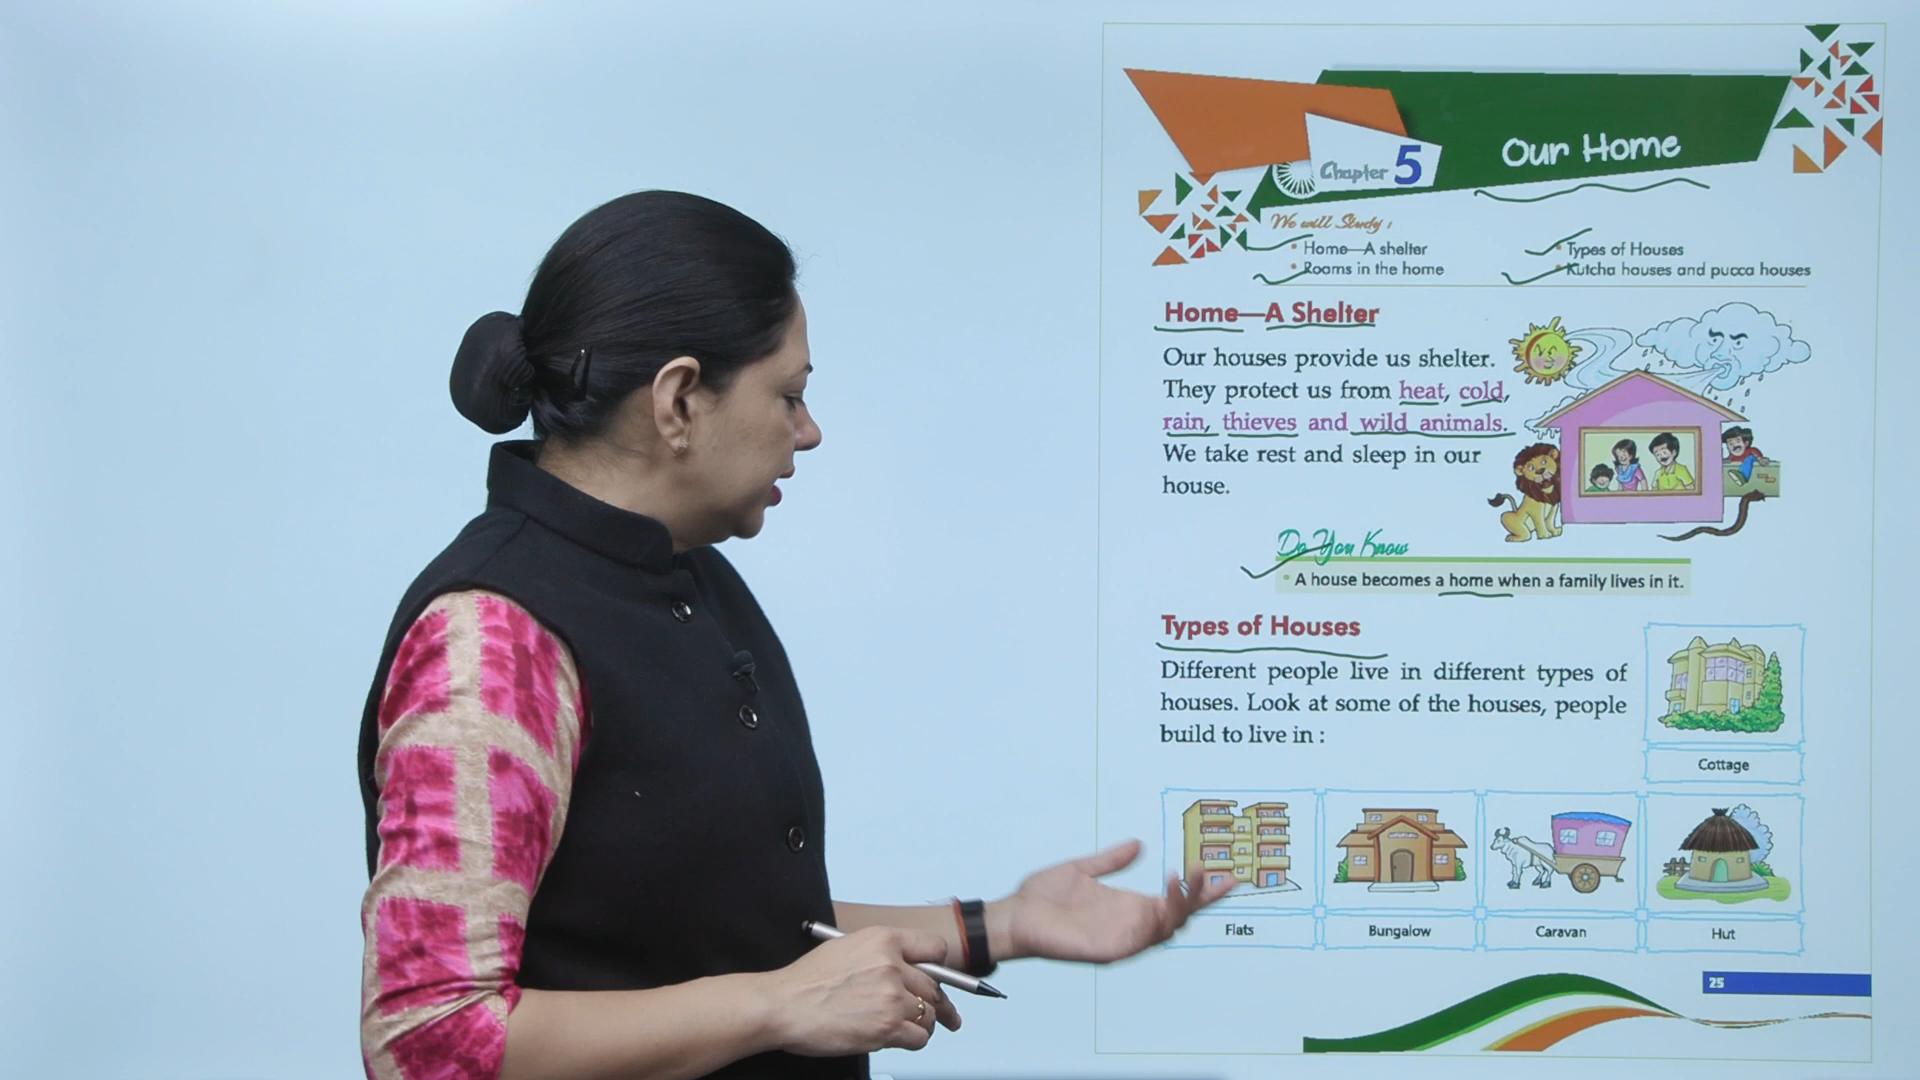 Our Home
Chapter 5
We will Study :
• Home—A shelter
• Types of Houses
• Rooms in the home
• Kutcha houses and pucca houses
Home—A Shelter
Our houses provide us shelter.
They protect us from heat, cold,
rain, thieves and wild animals.
We take rest and sleep in our
house.
Do You Know
• A house becomes a home when a family lives in it.
Types of Houses
Different people live in different types of
houses. Look at some of the houses, people
build to live in :
Cottage
Flats
Bungalow
Caravan
Hut
25